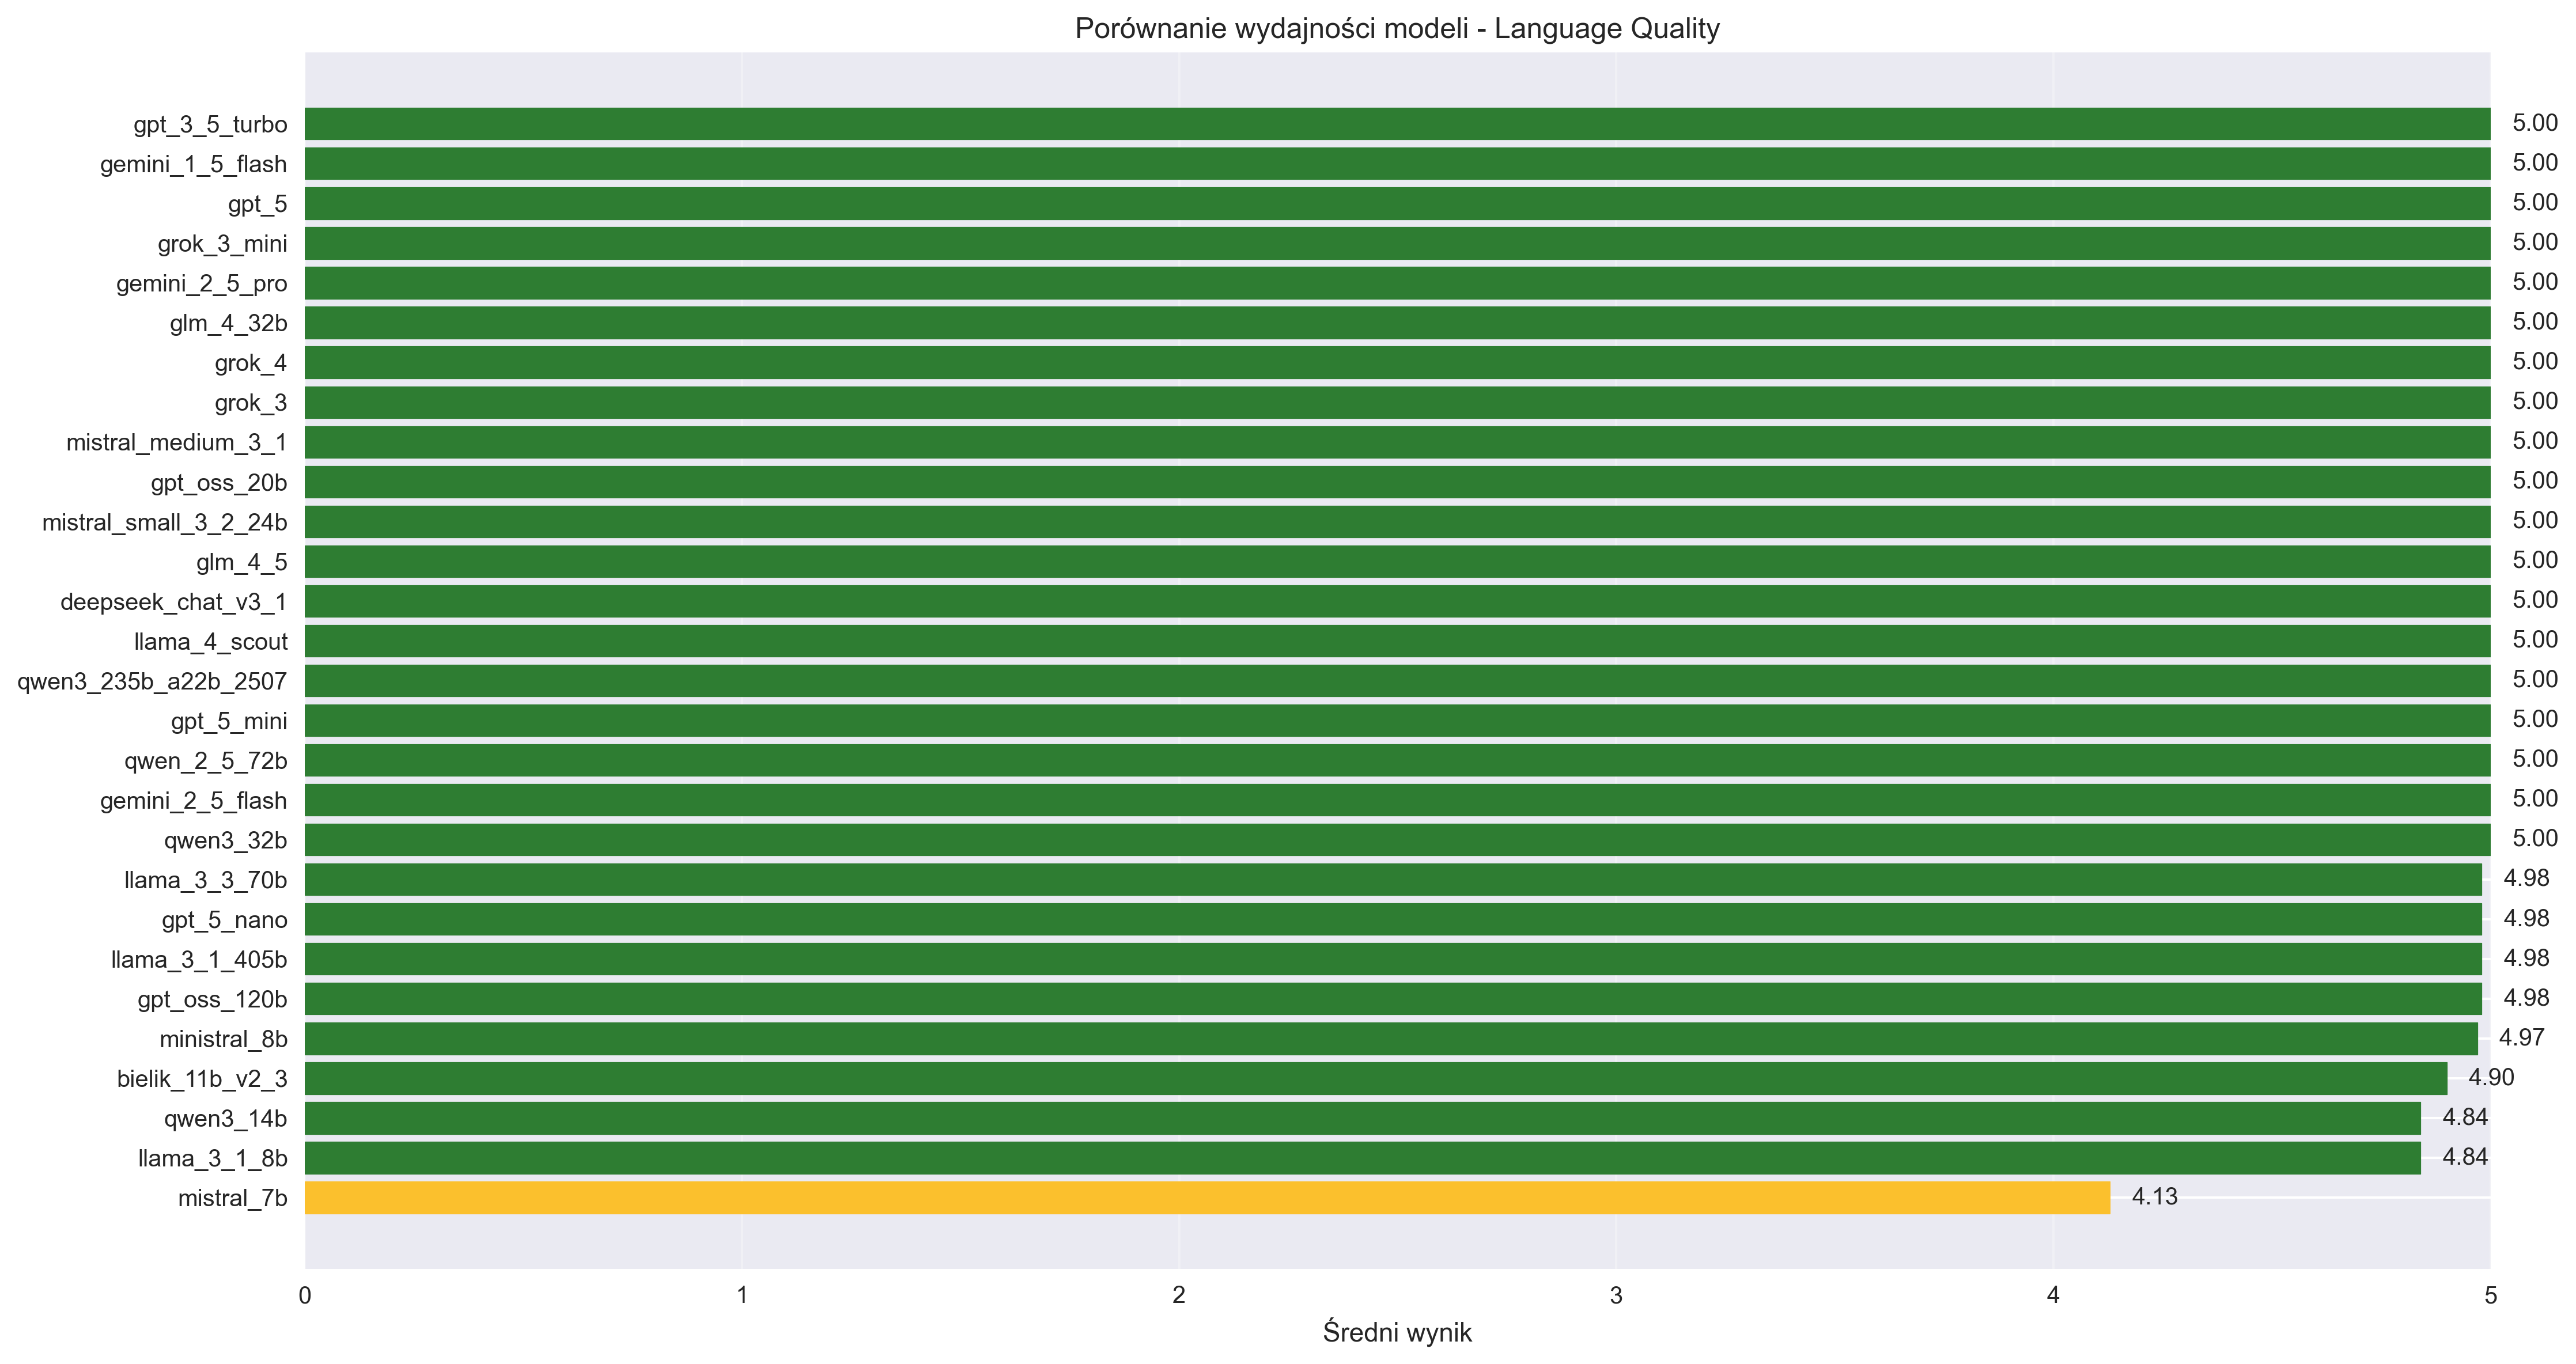 Porównanie wydajności modeli - Language Quality
gpt_3_5_turbo 5.00
gemini_1_5_flash 5.00
gpt_5 5.00
grok_3_mini 5.00
gemini_2_5_pro 5.00
glm_4_32b 5.00
grok_4 5.00
grok_3 5.00
mistral_medium_3_1 5.00
gpt_oss_20b 5.00
mistral_small_3_2_24b 5.00
glm_4_5 5.00
deepseek_chat_v3_1 5.00
llama_4_scout 5.00
qwen3_235b_a22b_2507 5.00
gpt_5_mini 5.00
qwen_2_5_72b 5.00
gemini_2_5_flash 5.00
qwen3_32b 5.00
llama_3_3_70b 4.98
gpt_5_nano 4.98
llama_3_1_405b 4.98
gpt_oss_120b 4.98
ministral_8b 4.97
bielik_11b_v2_3 4.90
qwen3_14b 4.84
llama_3_1_8b 4.84
mistral_7b 4.13
0 1 2 3 4 5
Średni wynik